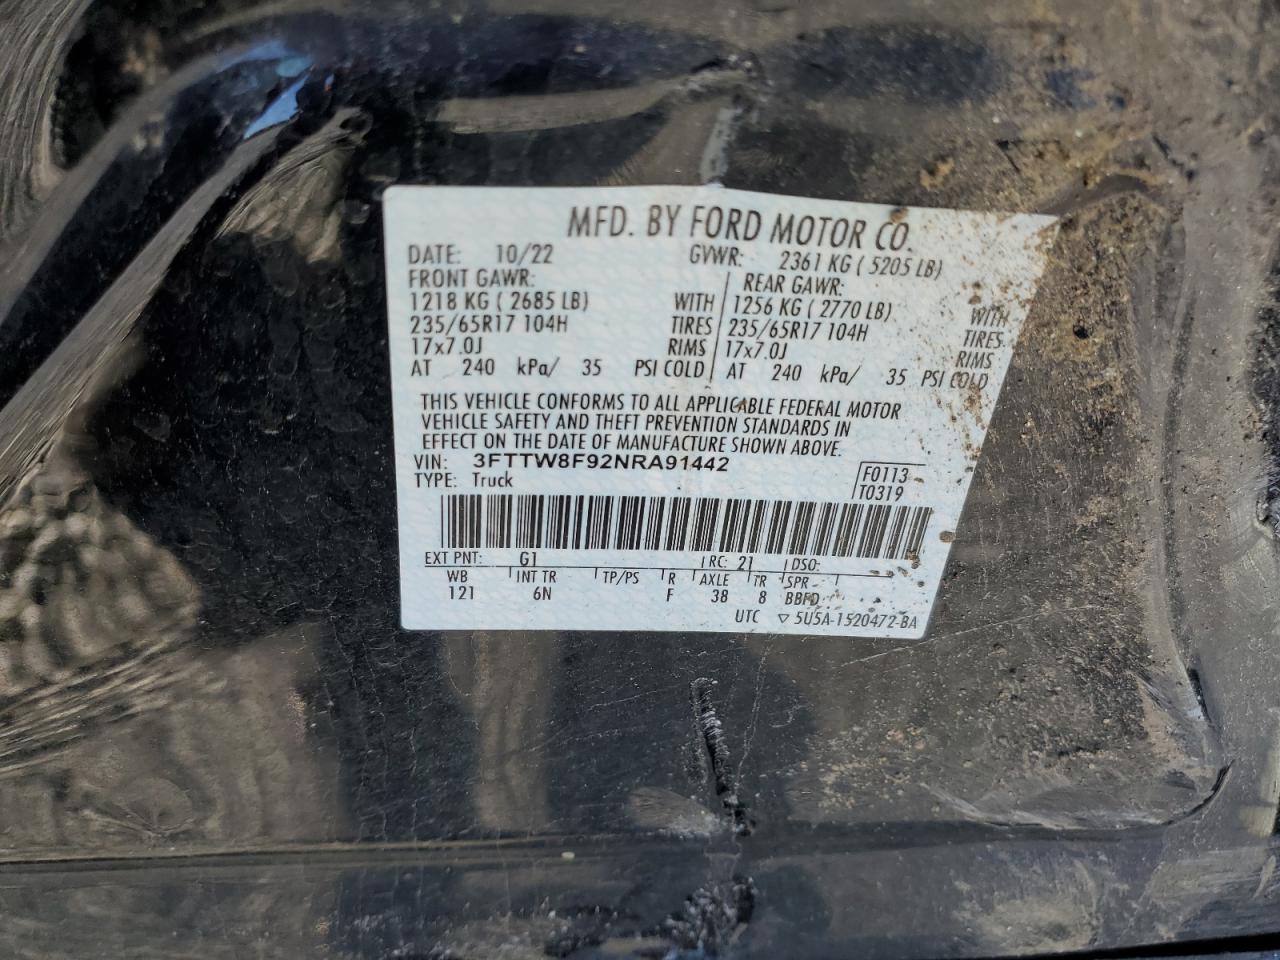 MFD. BY FORD MOTOR CO.
DATE: 10/22 GVWR: 2361 KG ( 5205 LB)
FRONT GAWR: REAR GAWR:
1218 KG ( 2685 LB) WITH 1256 KG ( 2770 LB) WITH
235/65R17 104H TIRES 235/65R17 104H TIRES
17x7.0J RIMS 17x7.0J RIMS
AT 240 kPa/ 35 PSI COLD AT 240 kPa/ 35 PSI COLD
THIS VEHICLE CONFORMS TO ALL APPLICABLE FEDERAL MOTOR
VEHICLE SAFETY AND THEFT PREVENTION STANDARDS IN
EFFECT ON THE DATE OF MANUFACTURE SHOWN ABOVE.
VIN: 3FTTW8F92NRA91442 F0113
TYPE: Truck T0319
EXT PNT: G1 RC: 21 DSO:
WB INT TR TP/PS R AXLE TR SPR
121 6N F 38 8 BBFD
UTC ▽ 5U5A-1520472-BA